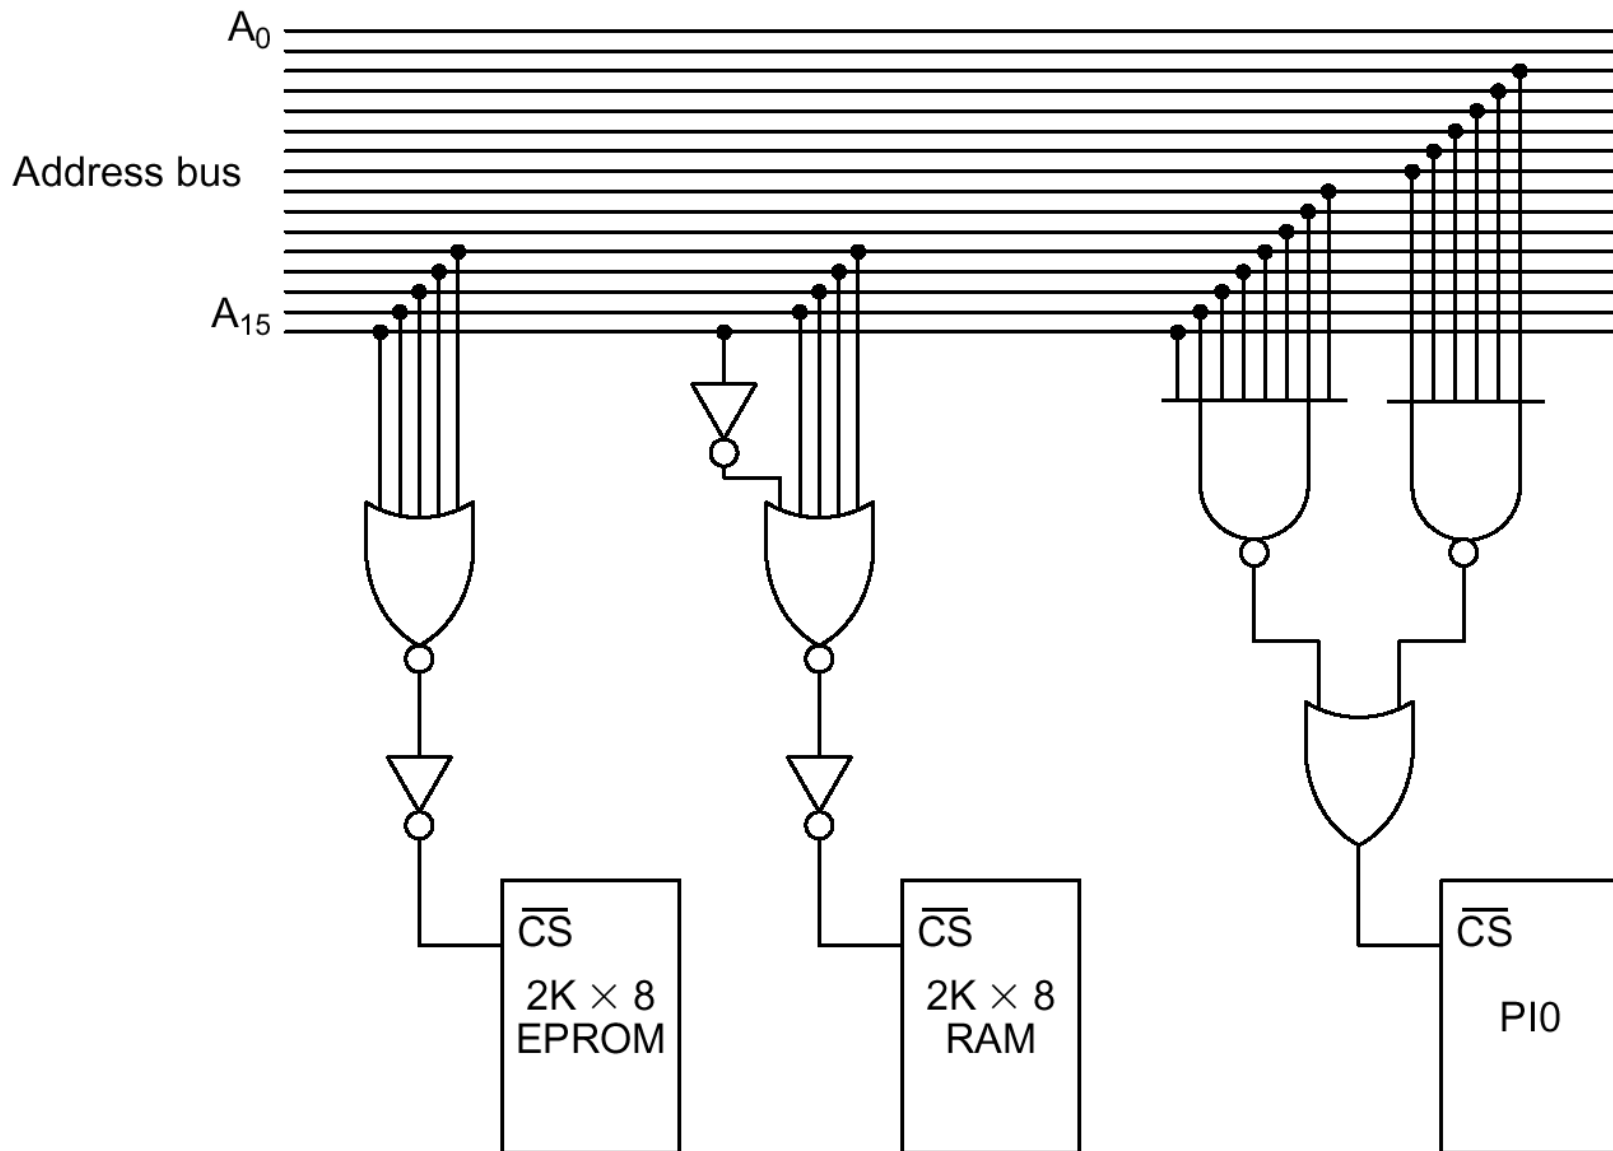 A0
Address bus
A15
CS
2K × 8
EPROM
CS
2K × 8
RAM
CS
PI0